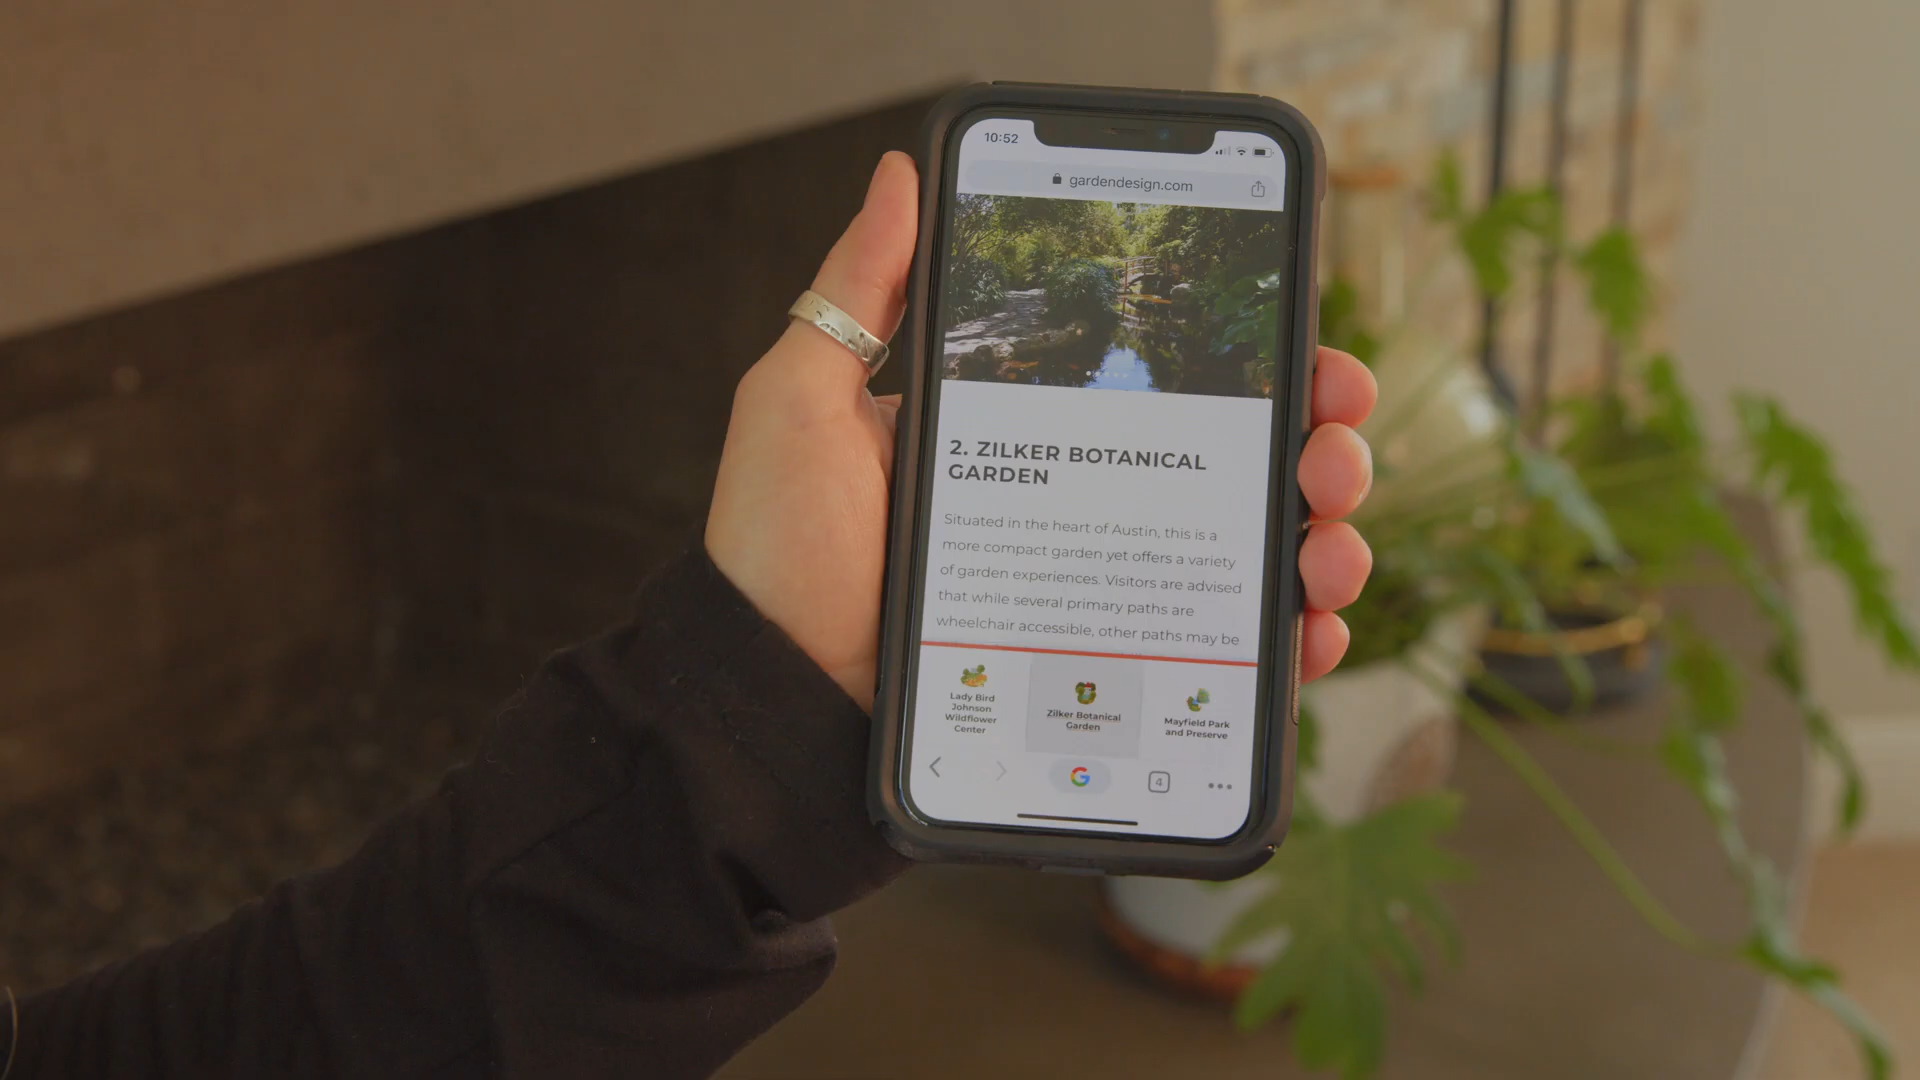 10:52
gardendesign.com
2. ZILKER BOTANICAL
GARDEN
Situated in the heart of Austin, this is a
more compact garden yet offers a variety
of garden experiences. Visitors are advised
that while several primary paths are
wheelchair accessible, other paths may be
Lady Bird
Johnson
Wildflower
Center
Zilker Botanical
Garden
Mayfield Park
and Preserve
G
4